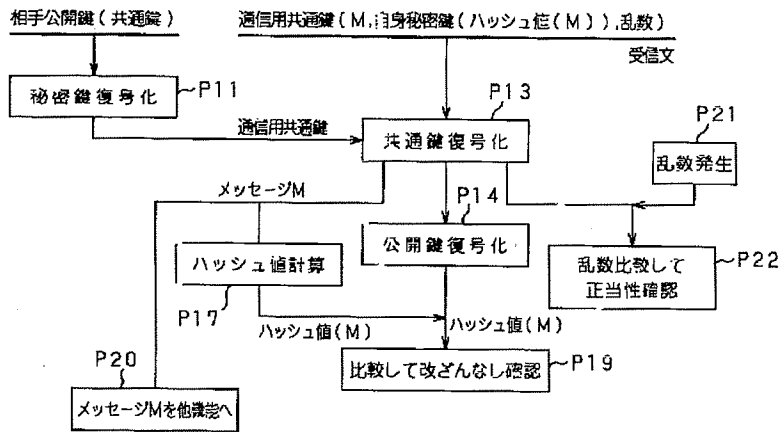 相手公開鍵(共通鍵)
通信用共通鍵(M,自身秘密鍵(ハッシュ値(M)),乱数)
受信文
秘密鍵復号化
P11
P13
通信用共通鍵
共通鍵復号化
P21
乱数発生
メッセージM
P14
公開鍵復号化
ハッシュ値計算
P17
乱数比較して
正当性確認
P22
ハッシュ値(M)
ハッシュ値(M)
P20
比較して改ざんなし確認
P19
メッセージMを他機能へ